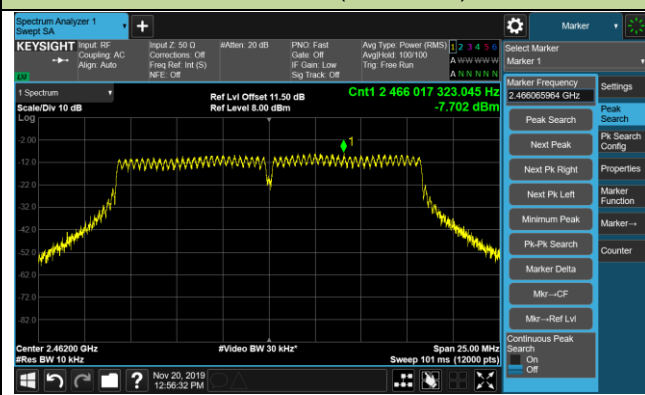 Spectrum Analyzer 1
Swept SA
+
Marker
KEYSIGHT
Input: RF
Coupling: AC
Align: Auto
Input Z: 50 Ω
Corrections: Off
Freq Ref: Int (S)
NFE: Off
#Atten: 20 dB
PNO: Fast
Gate: Off
IF Gain: Low
Sig Track: Off
Avg Type: Power (RMS)
Avg|Hold: 100/100
Trig: Free Run
1 2 3 4 5 6
A W W W W W
A N N N N N
Select Marker
Marker 1
1 Spectrum
Scale/Div 10 dB
Log
Ref Lvl Offset 11.50 dB
Ref Level 8.00 dBm
Cnt1 2 466 017 323.045 Hz
-7.702 dBm
1
-2.00
-12.0
-22.0
-32.0
-42.0
-52.0
-62.0
-72.0
-82.0
Center 2.46200 GHz
#Res BW 10 kHz
#Video BW 30 kHz*
Span 25.00 MHz
Sweep 101 ms (12000 pts)
Marker Frequency
2.466065964 GHz
Peak Search
Next Peak
Next Pk Right
Next Pk Left
Minimum Peak
Pk-Pk Search
Marker Delta
Mkr→CF
Mkr→Ref Lvl
Continuous Peak
Search
On
Off
Settings
Peak
Search
Pk Search
Config
Properties
Marker
Function
Marker→
Counter
?
Nov 20, 2019
12:56:32 PM